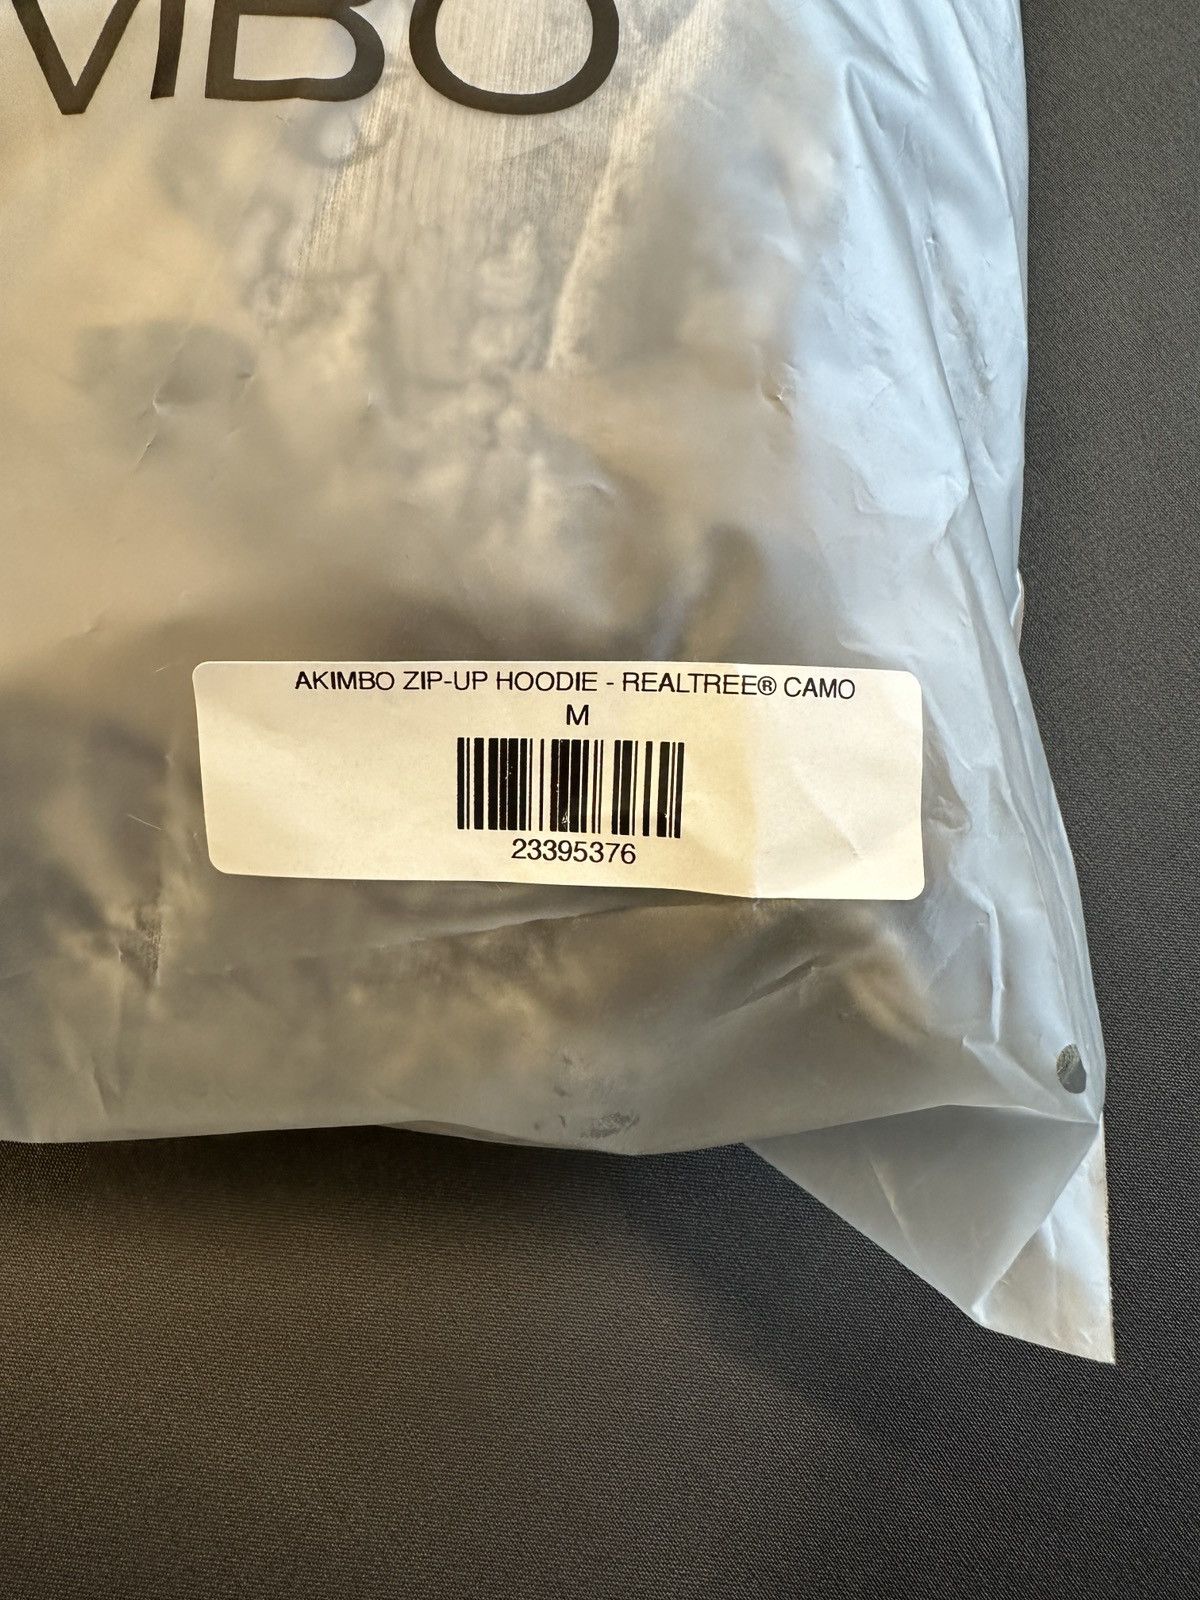 MBO
AKIMBO ZIP-UP HOODIE - REALTREE® CAMO
M
23395376